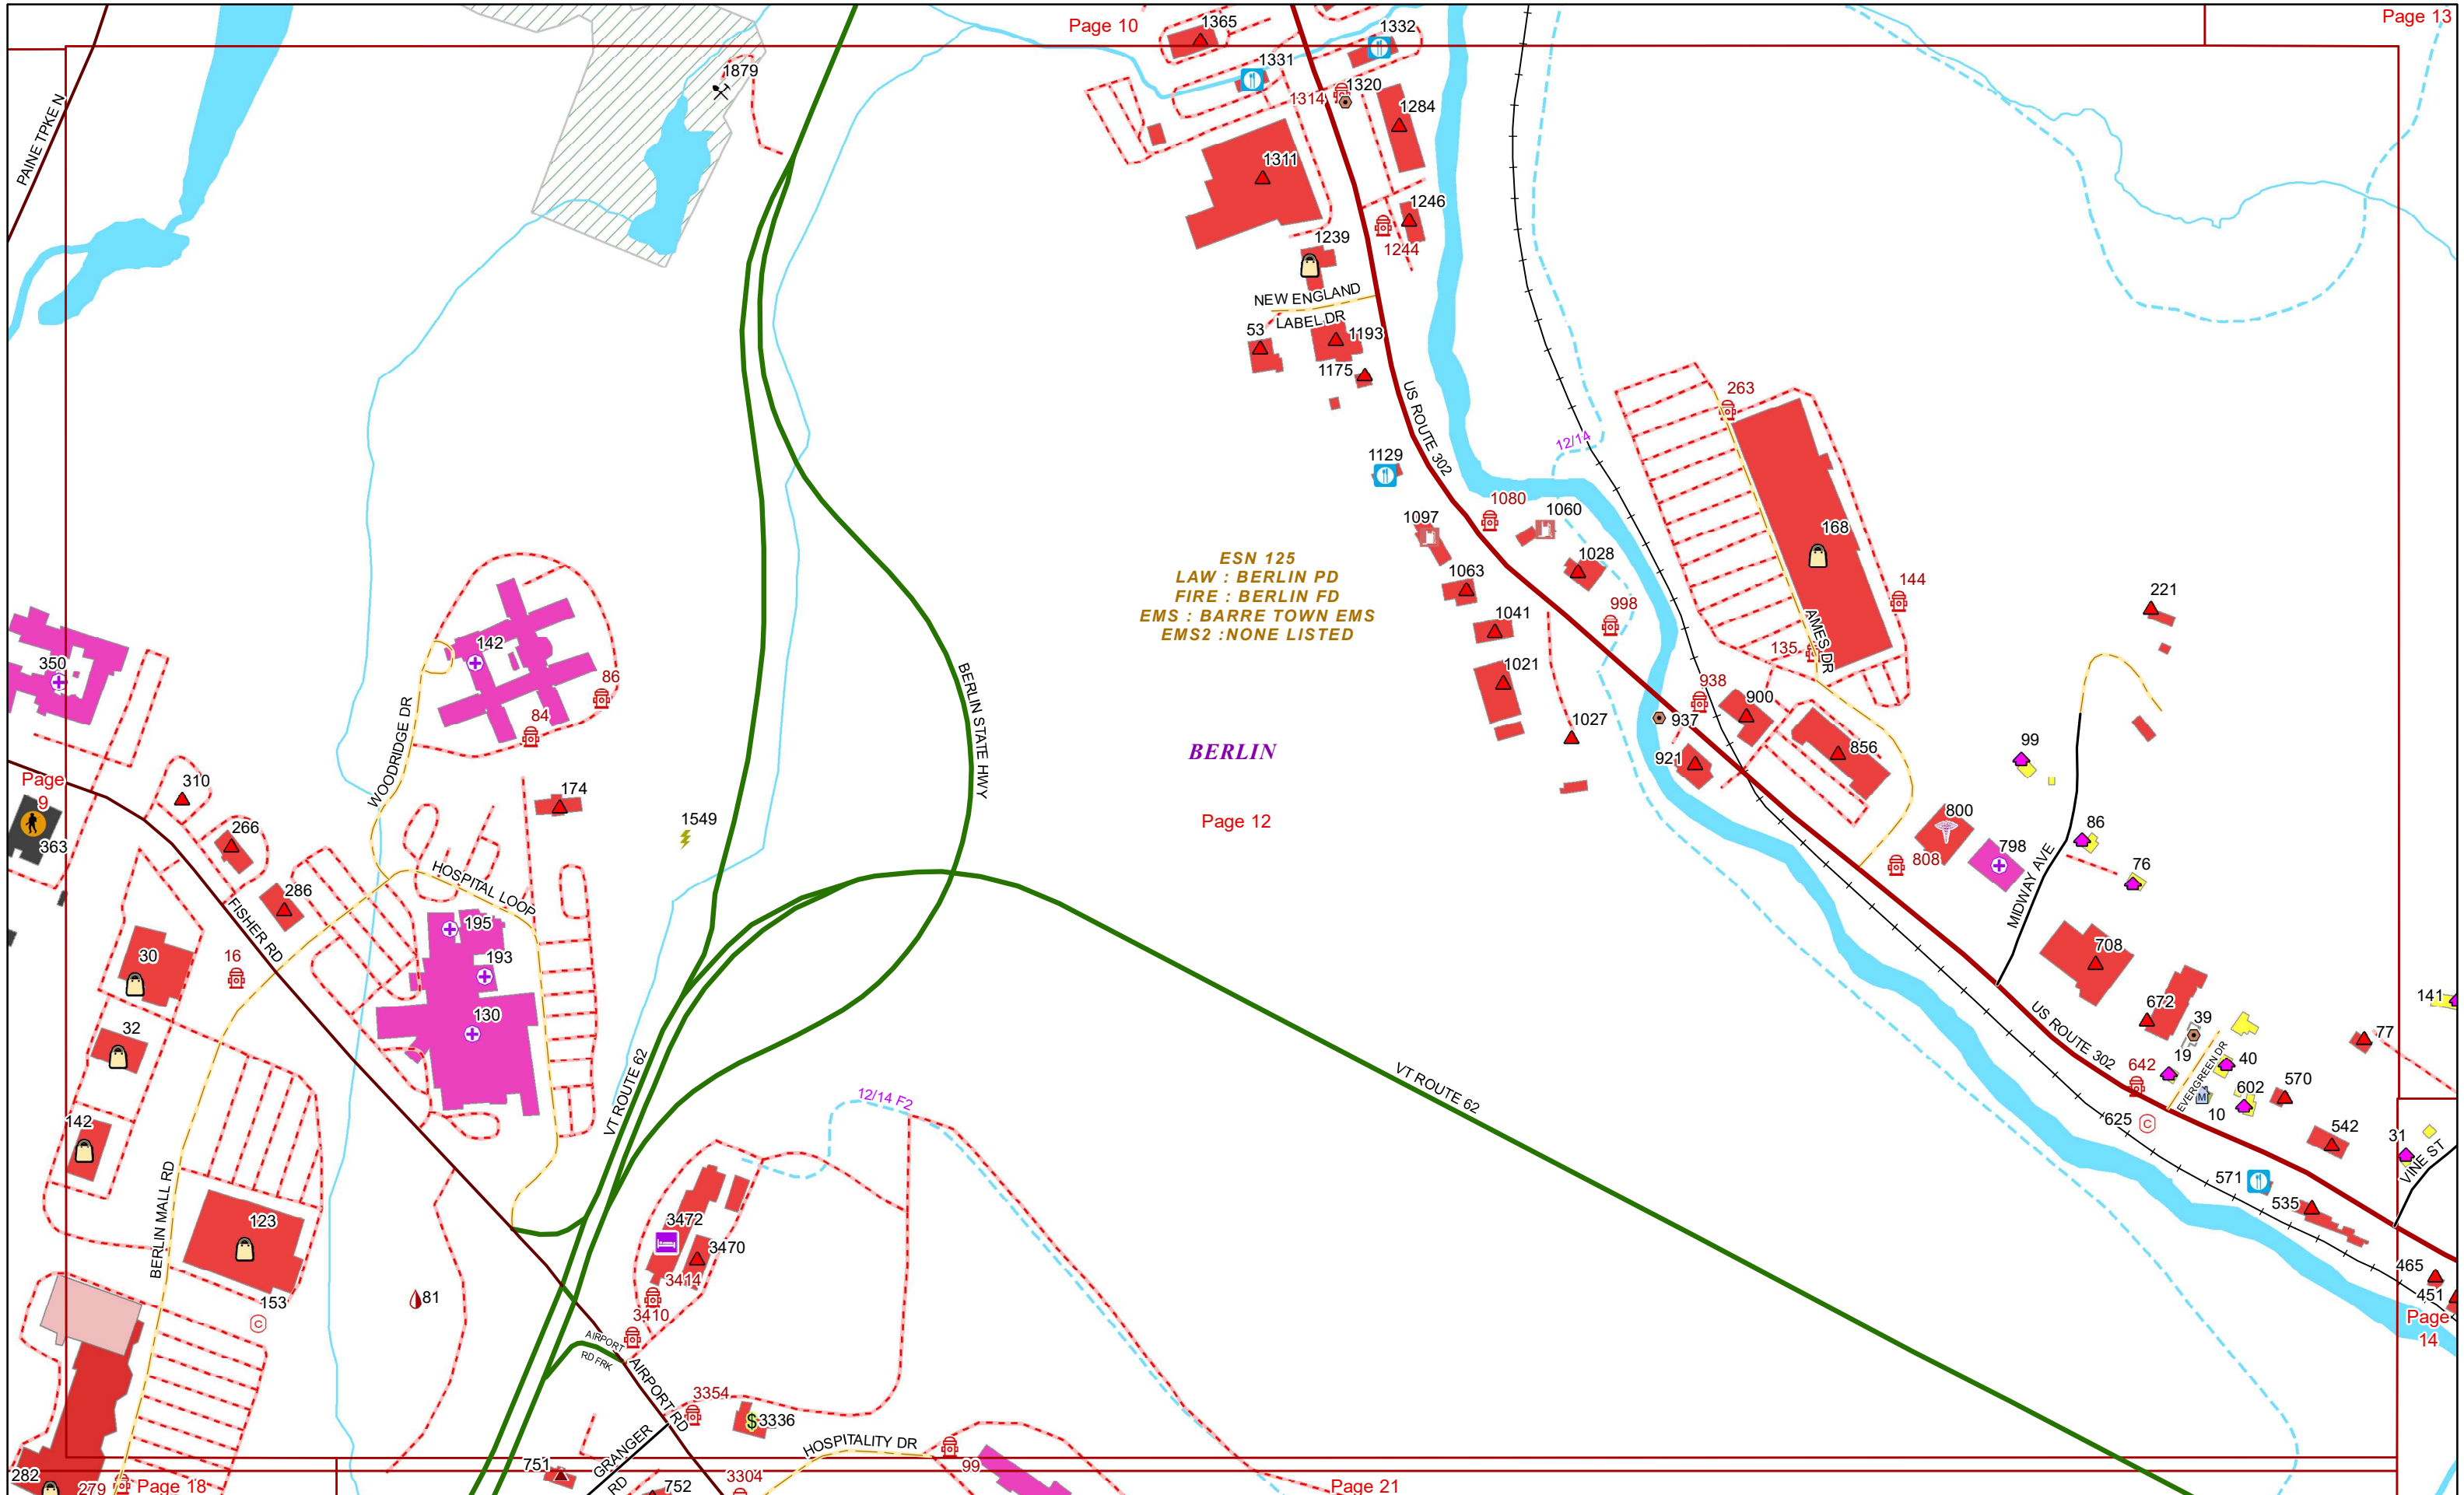 Page 10
Page 13
1365
1332
1331
1879
1320
1314
1284
PAINE TPKE N
1311
1246
1244
1239
NEW ENGLAND
LABEL DR
53
1193
1175
263
US ROUTE 302
12/14
1129
1080
1060
1097
168
ESN 125
LAW : BERLIN PD
FIRE : BERLIN FD
EMS : BARRE TOWN EMS
EMS2 :NONE LISTED
1028
1063
144
998
221
1041
AMES DR
142
350
135
1021
86
938
900
BERLIN STATE HWY
84
1027
937
WOODRIDGE DR
BERLIN
99
856
921
Page
9
310
174
1549
Page 12
800
266
86
363
798
808
76
HOSPITAL LOOP
286
MIDWAY AVE
FISHER RD
195
30
16
193
708
141
130
672
32
39
US ROUTE 302
77
19
40
EVERGREEN DR
642
VT ROUTE 62
VT ROUTE 62
12/14 F2
602
570
10
625
142
542
31
VINE ST
571
BERLIN MALL RD
535
123
3472
3470
3414
465
81
153
3410
451
Page
14
AIRPORT
RD FRK
AIRPORT RD
3354
3336
GRANGER
RD
HOSPITALITY DR
751
99
282
279
Page 18
752
3304
Page 21